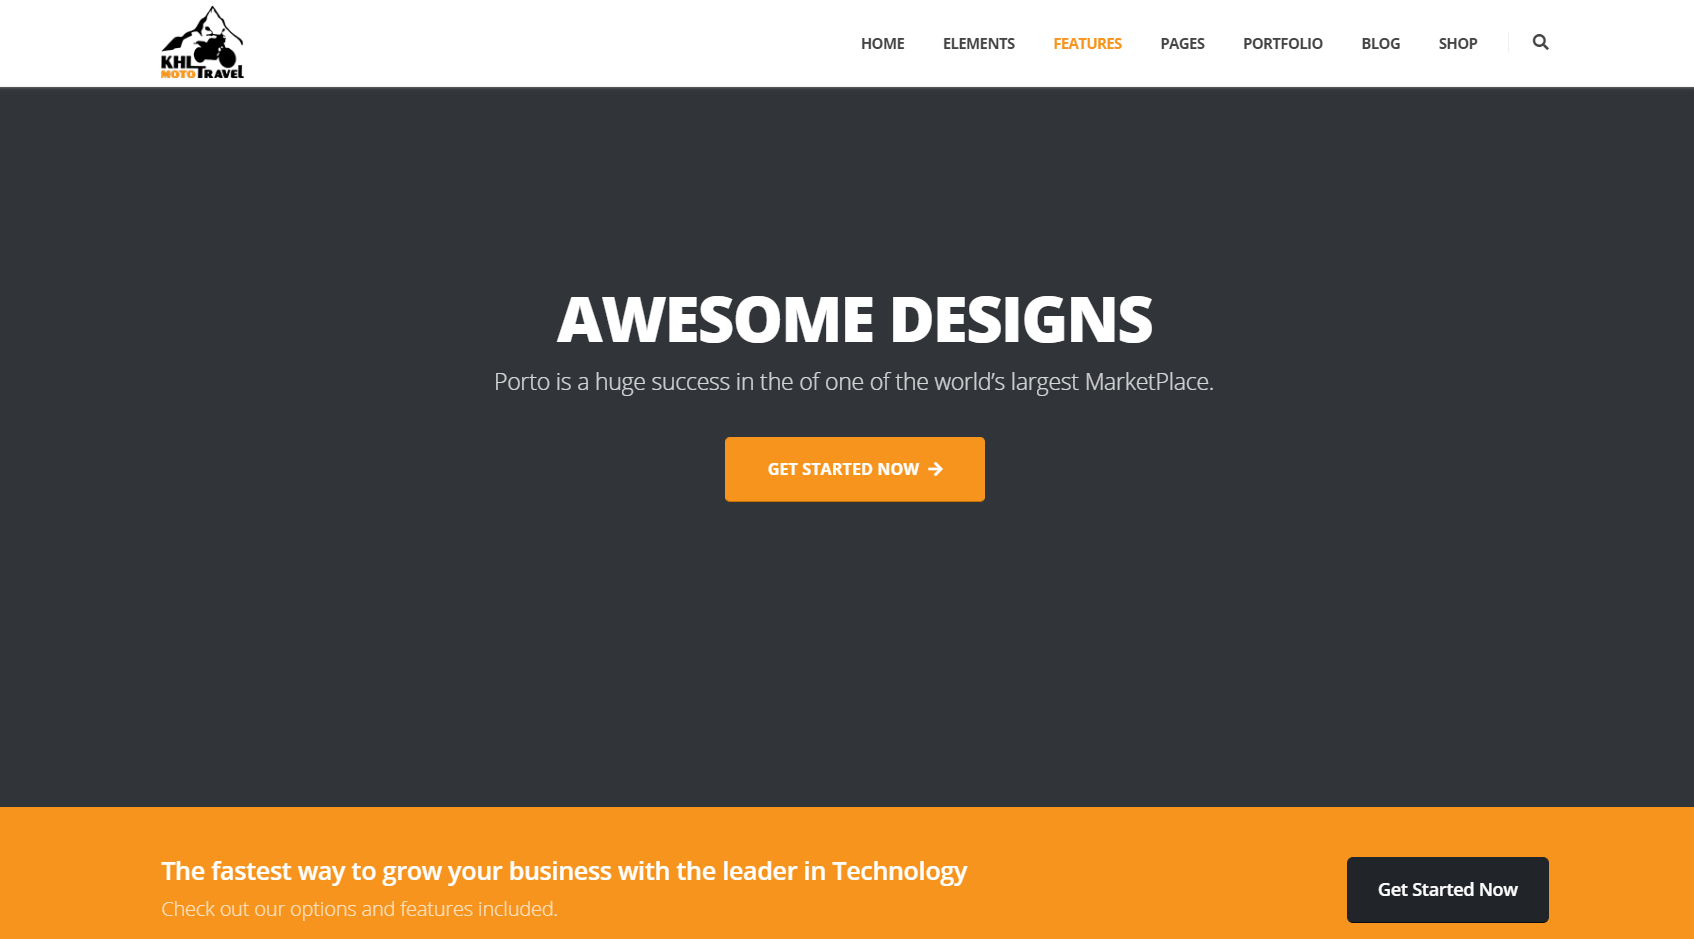 KHL
MOTOTRAVEL
HOME ELEMENTS FEATURES PAGES PORTFOLIO BLOG SHOP
AWESOME DESIGNS
Porto is a huge success in the of one of the world’s largest MarketPlace.
GET STARTED NOW
The fastest way to grow your business with the leader in Technology
Check out our options and features included.
Get Started Now